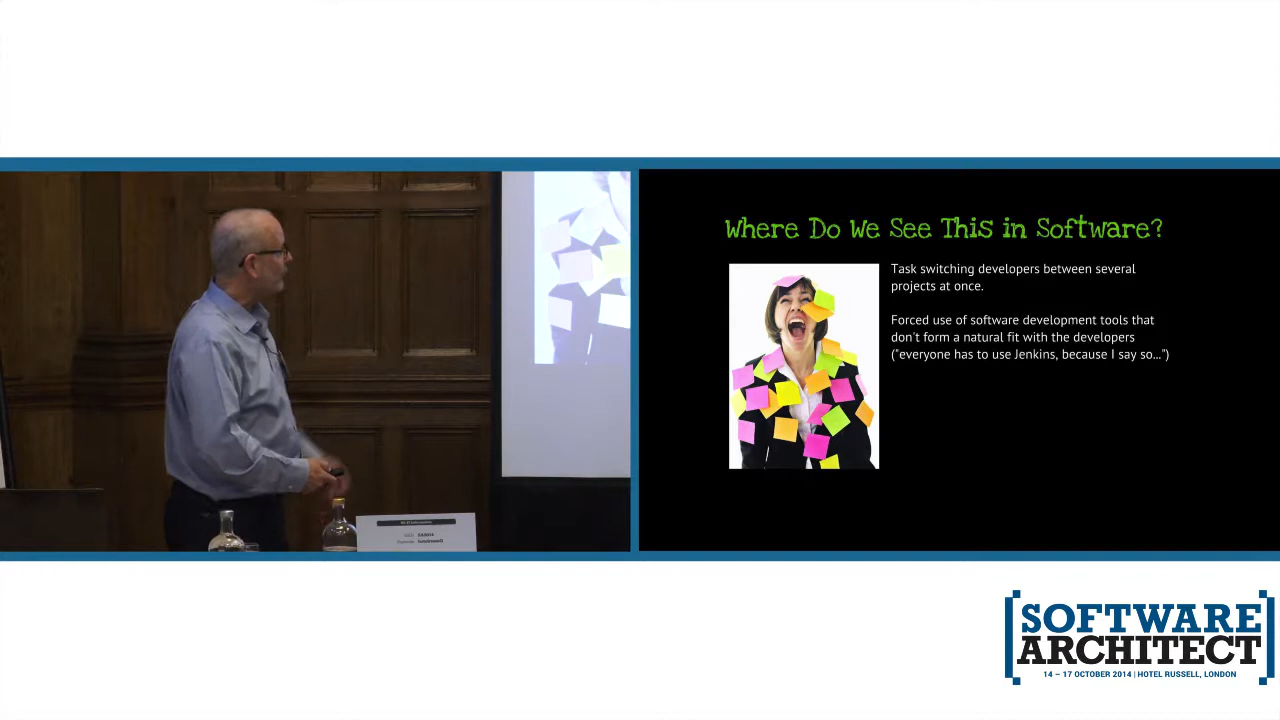 Where Do We See This in Software?
Task switching developers between several
projects at once.
Forced use of software development tools that
don't form a natural fit with the developers
("everyone has to use Jenkins, because I say so...")
SOFTWARE
ARCHITECT
14 – 17 OCTOBER 2014 | HOTEL RUSSELL, LONDON